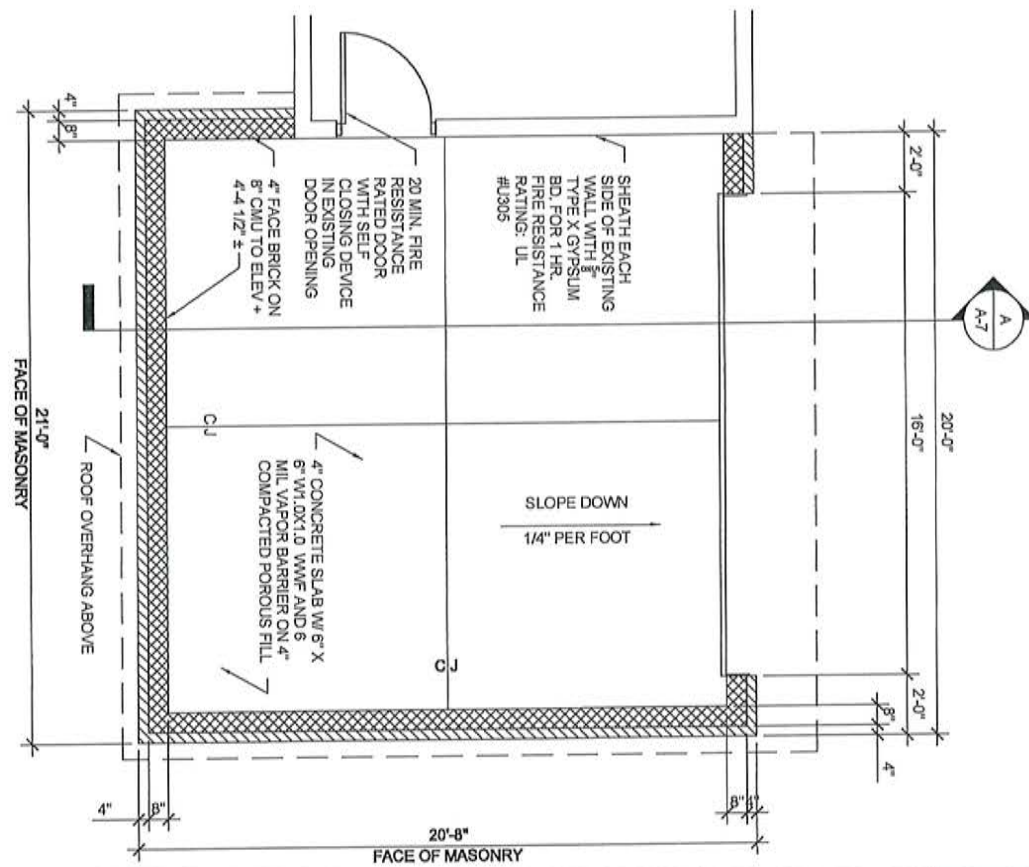 A
A-7
20'-0"
2'-0"
16'-0"
2'-0"
8"
4"
SHEATH EACH
SIDE OF EXISTING
WALL WITH 5/8"
TYPE X GYPSUM
BD. FOR 1 HR.
FIRE RESISTANCE
RATING: UL
#U305
20 MIN. FIRE
RESISTANCE
RATED DOOR
WITH SELF
CLOSING DEVICE
IN EXISTING
DOOR OPENING
4" FACE BRICK ON
8" CMU TO ELEV +
4'-4 1/2" ±
SLOPE DOWN
1/4" PER FOOT
4" CONCRETE SLAB W/ 6" X
6" W1.0X1.0 WWF AND 6
MIL VAPOR BARRIER ON 4"
COMPACTED POROUS FILL
CJ
CJ
4"
8"
21'-0"
FACE OF MASONRY
ROOF OVERHANG ABOVE
4"
8"
20'-8"
FACE OF MASONRY
8"
4"